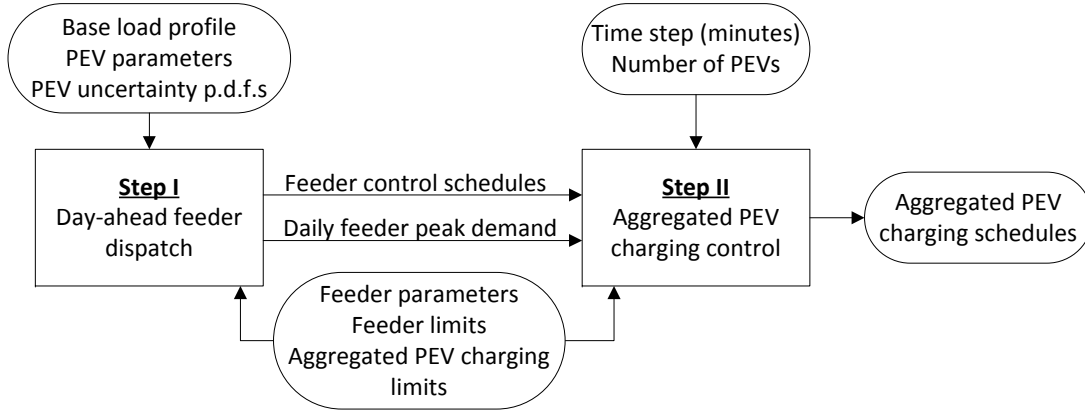 Base load profile
PEV parameters
PEV uncertainty p.d.f.s
Time step (minutes)
Number of PEVs
Step I
Day-ahead feeder
dispatch
Feeder control schedules
Daily feeder peak demand
Step II
Aggregated PEV
charging control
Aggregated PEV
charging schedules
Feeder parameters
Feeder limits
Aggregated PEV charging
limits